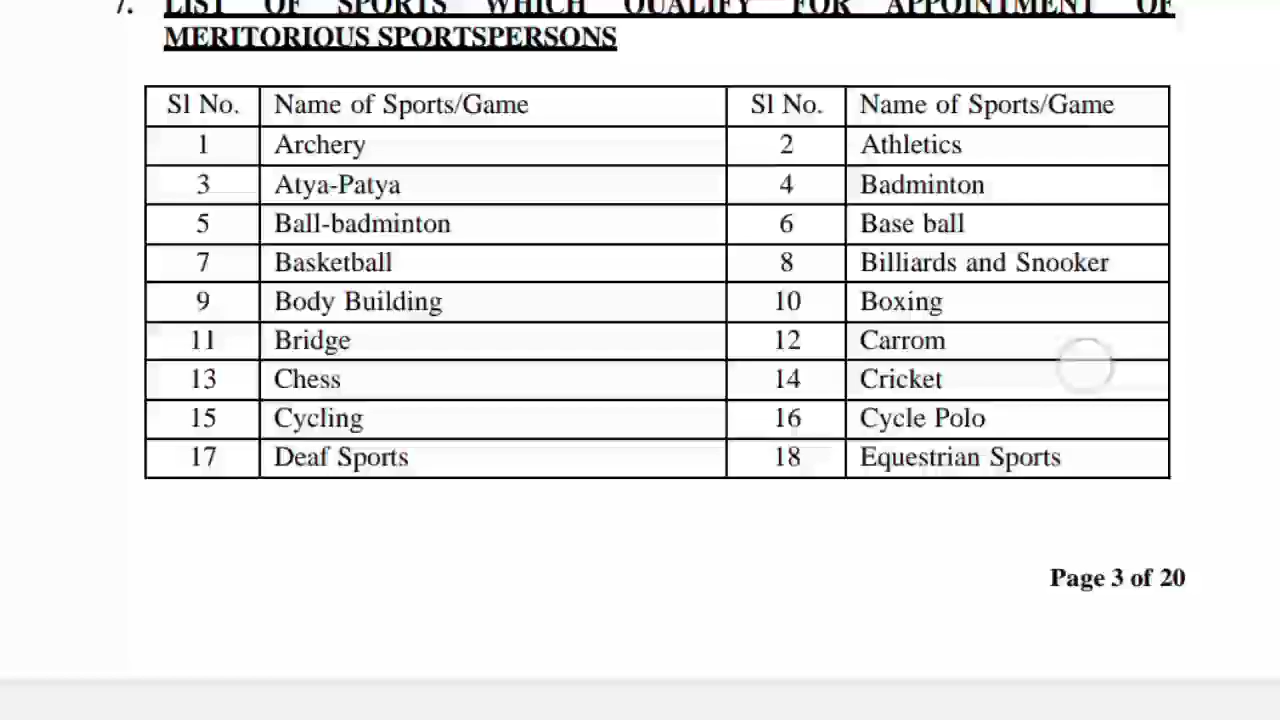 7. LIST OF SPORTS WHICH QUALIFY FOR APPOINTMENT OF
MERITORIOUS SPORTSPERSONS
Sl No. Name of Sports/Game Sl No. Name of Sports/Game
1 Archery 2 Athletics
3 Atya-Patya 4 Badminton
5 Ball-badminton 6 Base ball
7 Basketball 8 Billiards and Snooker
9 Body Building 10 Boxing
11 Bridge 12 Carrom
13 Chess 14 Cricket
15 Cycling 16 Cycle Polo
17 Deaf Sports 18 Equestrian Sports
Page 3 of 20